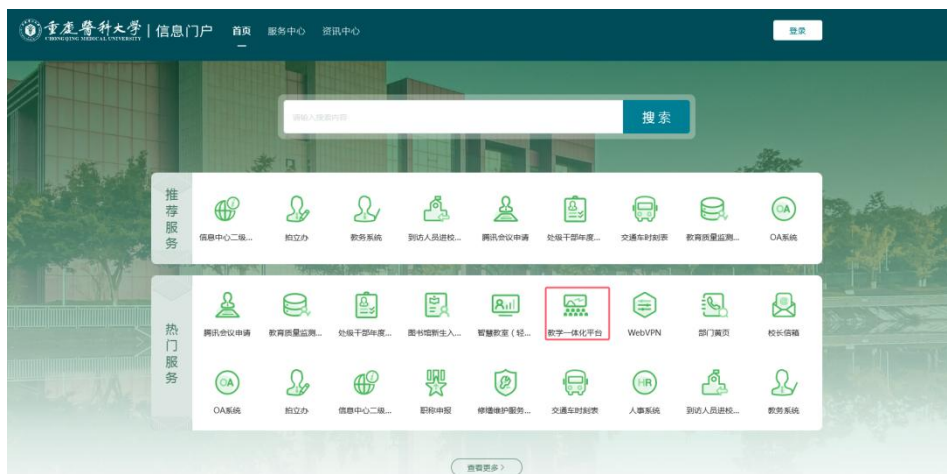 重庆医科大学 | 信息门户 首页 服务中心 资讯中心 登录
CHONGQING MEDICAL UNIVERSITY
请输入搜索内容 搜索
推荐服务
信息中心二级... 拍立办 教务系统 到访人员进校... 腾讯会议申请 处级干部年度... 交通车时刻表 教育质量监测... OA系统
OA
热门服务
腾讯会议申请 教育质量监测... 处级干部年度... 图书馆新生入... 智慧教室（轻... 教学一体化平台 WebVPN 部门黄页 校长信箱
OA HR
OA系统 拍立办 信息中心二级... 职称申报 修缮维护服务... 交通车时刻表 人事系统 到访人员进校... 教务系统
查看更多 >